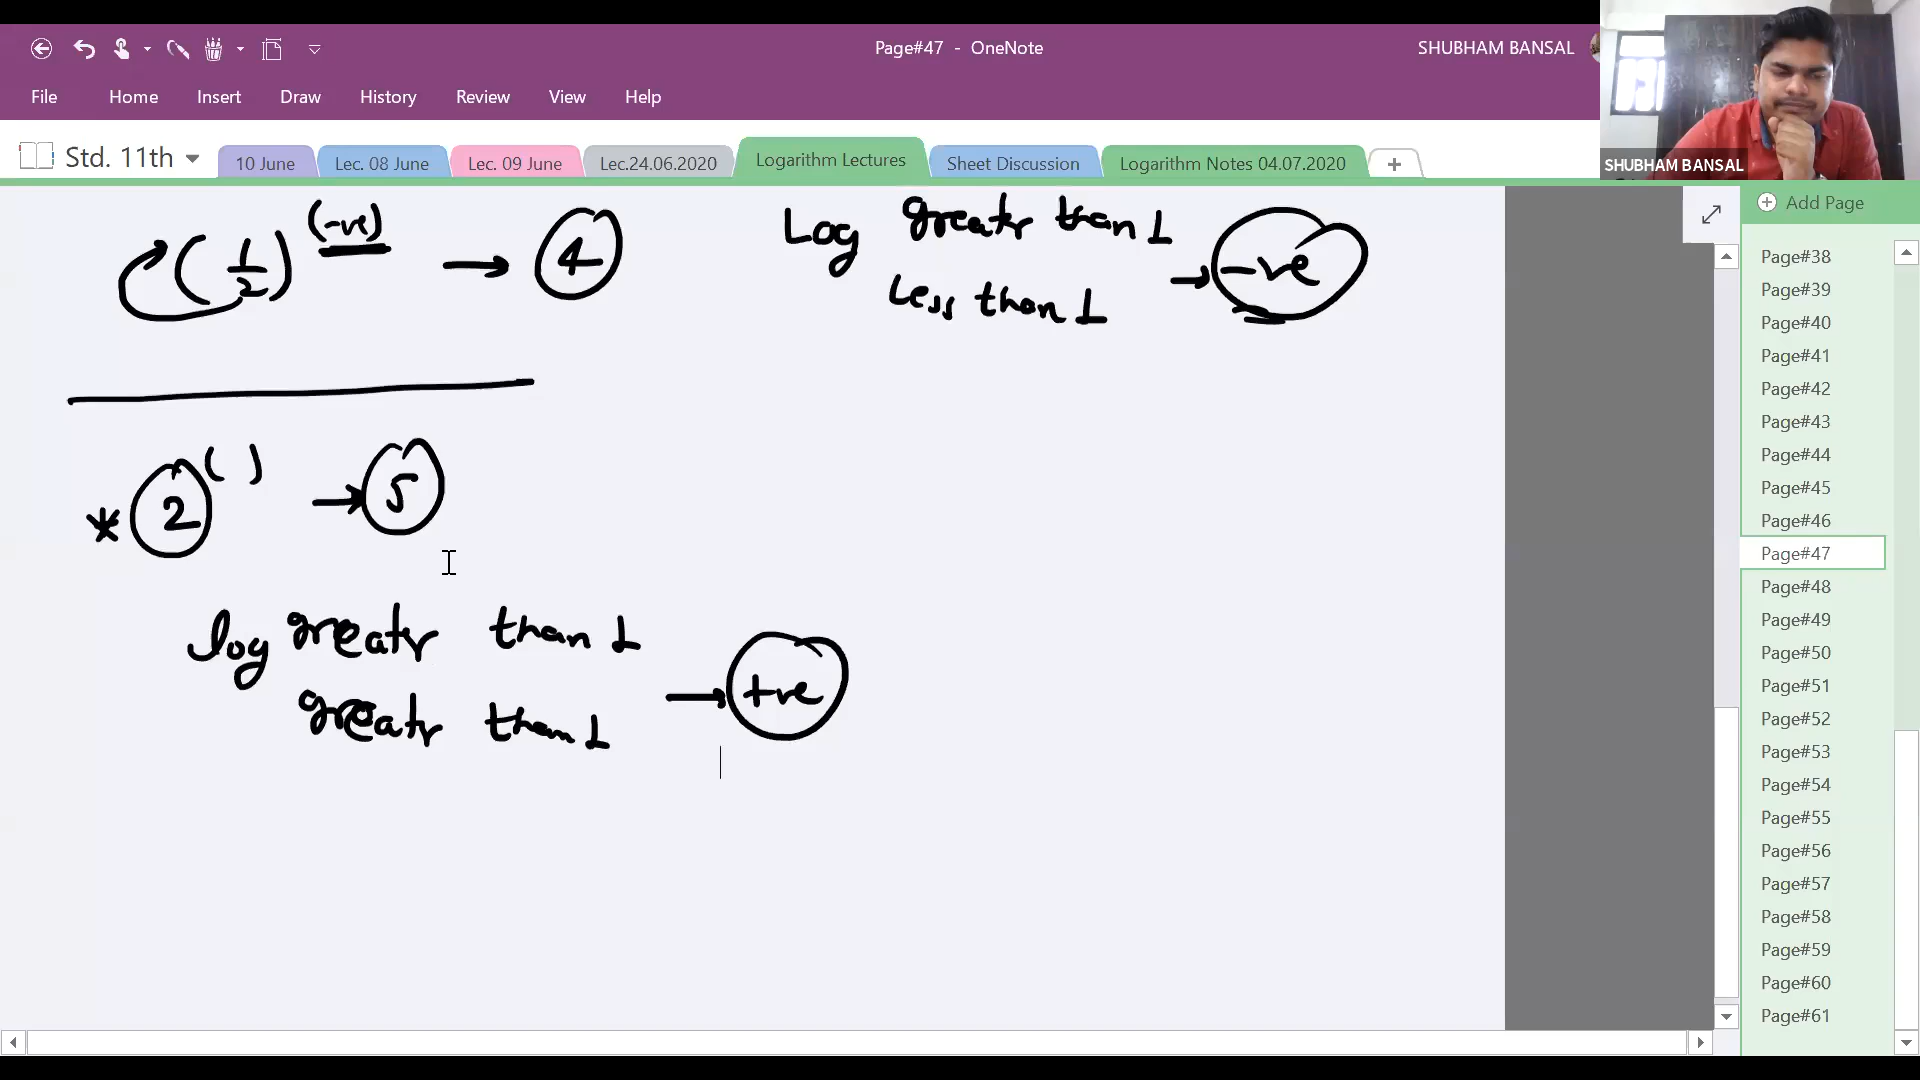 Page#47 - OneNote
SHUBHAM BANSAL
File Home Insert Draw History Review View Help
Std. 11th
10 June
Lec. 08 June
Lec. 09 June
Lec.24.06.2020
Logarithm Lectures
Sheet Discussion
Logarithm Notes 04.07.2020
SHUBHAM BANSAL
Add Page
(1/2)^(-ve) → 4
Log greater than 1
Less than 1 → -ve
* 2^( ) → 5
log greatr than 1
greatr than 1 → +ve
Page#38
Page#39
Page#40
Page#41
Page#42
Page#43
Page#44
Page#45
Page#46
Page#47
Page#48
Page#49
Page#50
Page#51
Page#52
Page#53
Page#54
Page#55
Page#56
Page#57
Page#58
Page#59
Page#60
Page#61